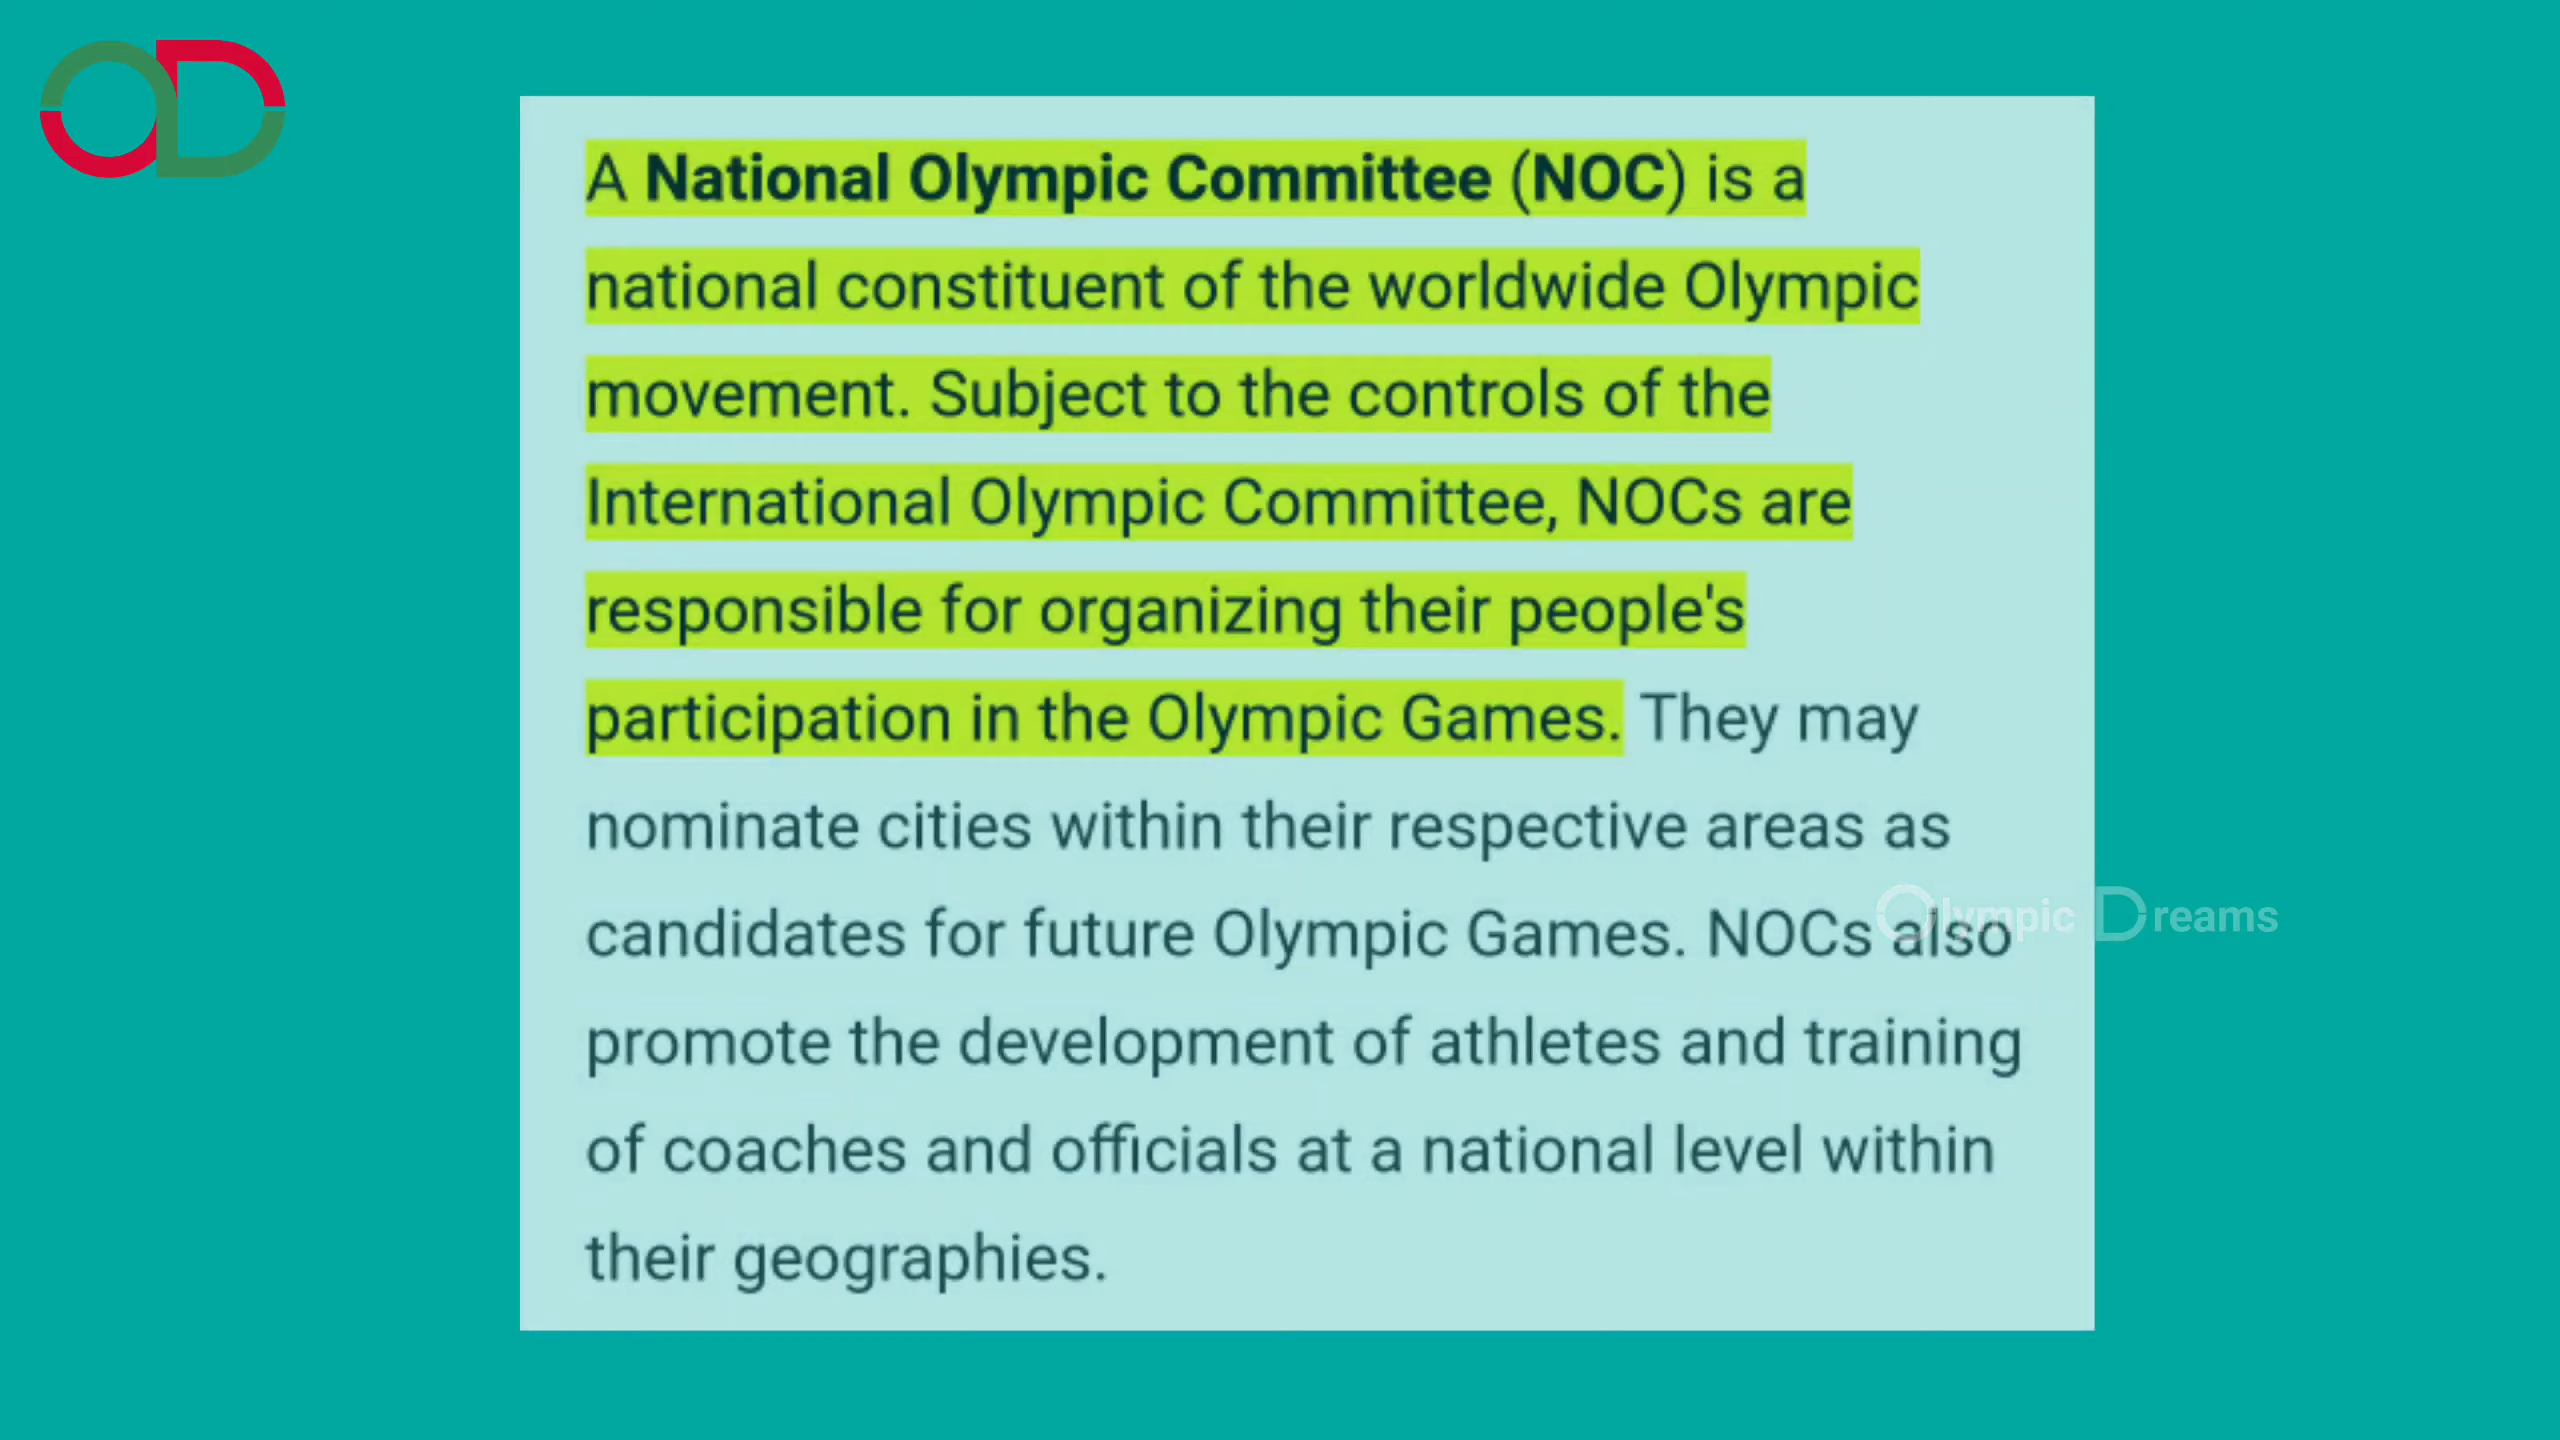 OD
A National Olympic Committee (NOC) is a
national constituent of the worldwide Olympic
movement. Subject to the controls of the
International Olympic Committee, NOCs are
responsible for organizing their people's
participation in the Olympic Games. They may
nominate cities within their respective areas as
candidates for future Olympic Games. NOCs also
Olympic Dreams
promote the development of athletes and training
of coaches and officials at a national level within
their geographies.